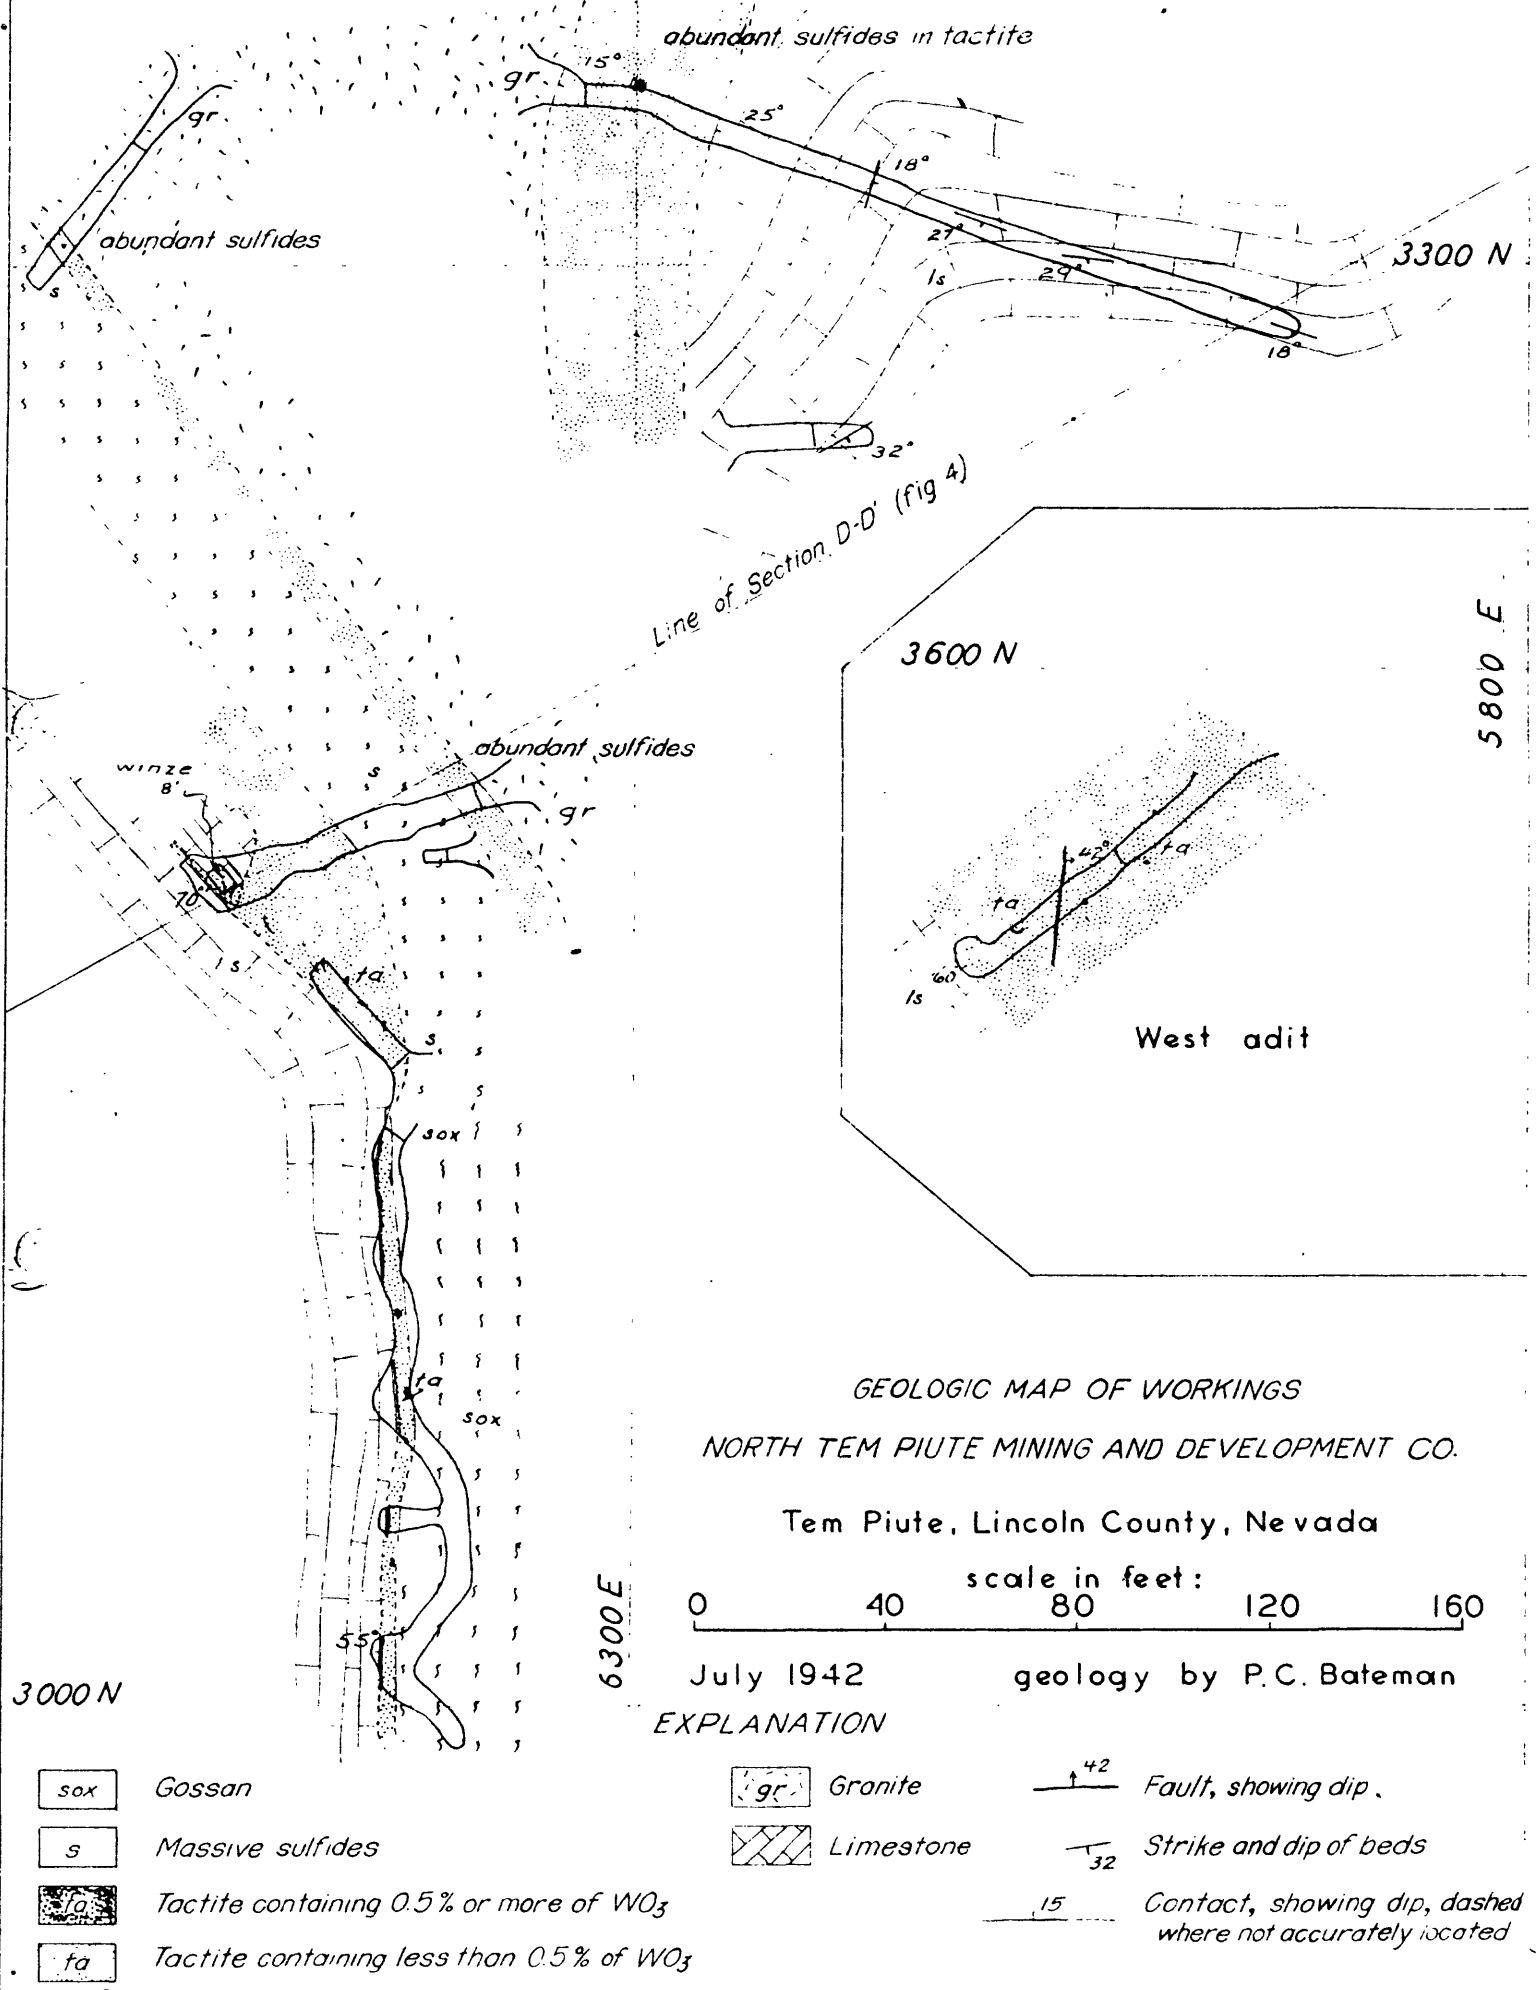 abundant sulfides in tactite
gr.
15°
25°
gr.
18°
abundant sulfides
27°
3300 N
ls
29°
s
18°
32°
Line of Section D-D' (fig 4)
3600 N
5800 E
abundant sulfides
winze
8'
s
gr
42°
ta
70°
ta
ls
ta
60
ls
West adit
s
sox
ta
sox
GEOLOGIC MAP OF WORKINGS
NORTH TEM PIUTE MINING AND DEVELOPMENT CO.
Tem Piute, Lincoln County, Nevada
scale in feet:
0 40 80 120 160
6300 E
55°
July 1942 geology by P.C. Bateman
3000 N
EXPLANATION
sox Gossan
s Massive sulfides
ta Tactite containing 0.5% or more of WO3
ta Tactite containing less than 0.5% of WO3
gr Granite
Limestone
42 Fault, showing dip.
32 Strike and dip of beds
15 Contact, showing dip, dashed
where not accurately located